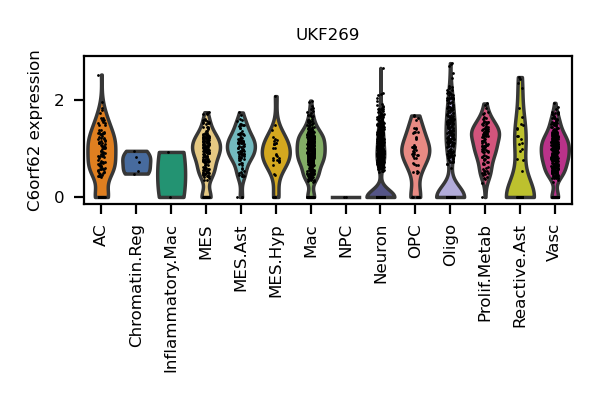 UKF269
C6orf62 expression
2
0
AC
Chromatin.Reg
Inflammatory.Mac
MES
MES.Ast
MES.Hyp
Mac
NPC
Neuron
OPC
Oligo
Prolif.Metab
Reactive.Ast
Vasc